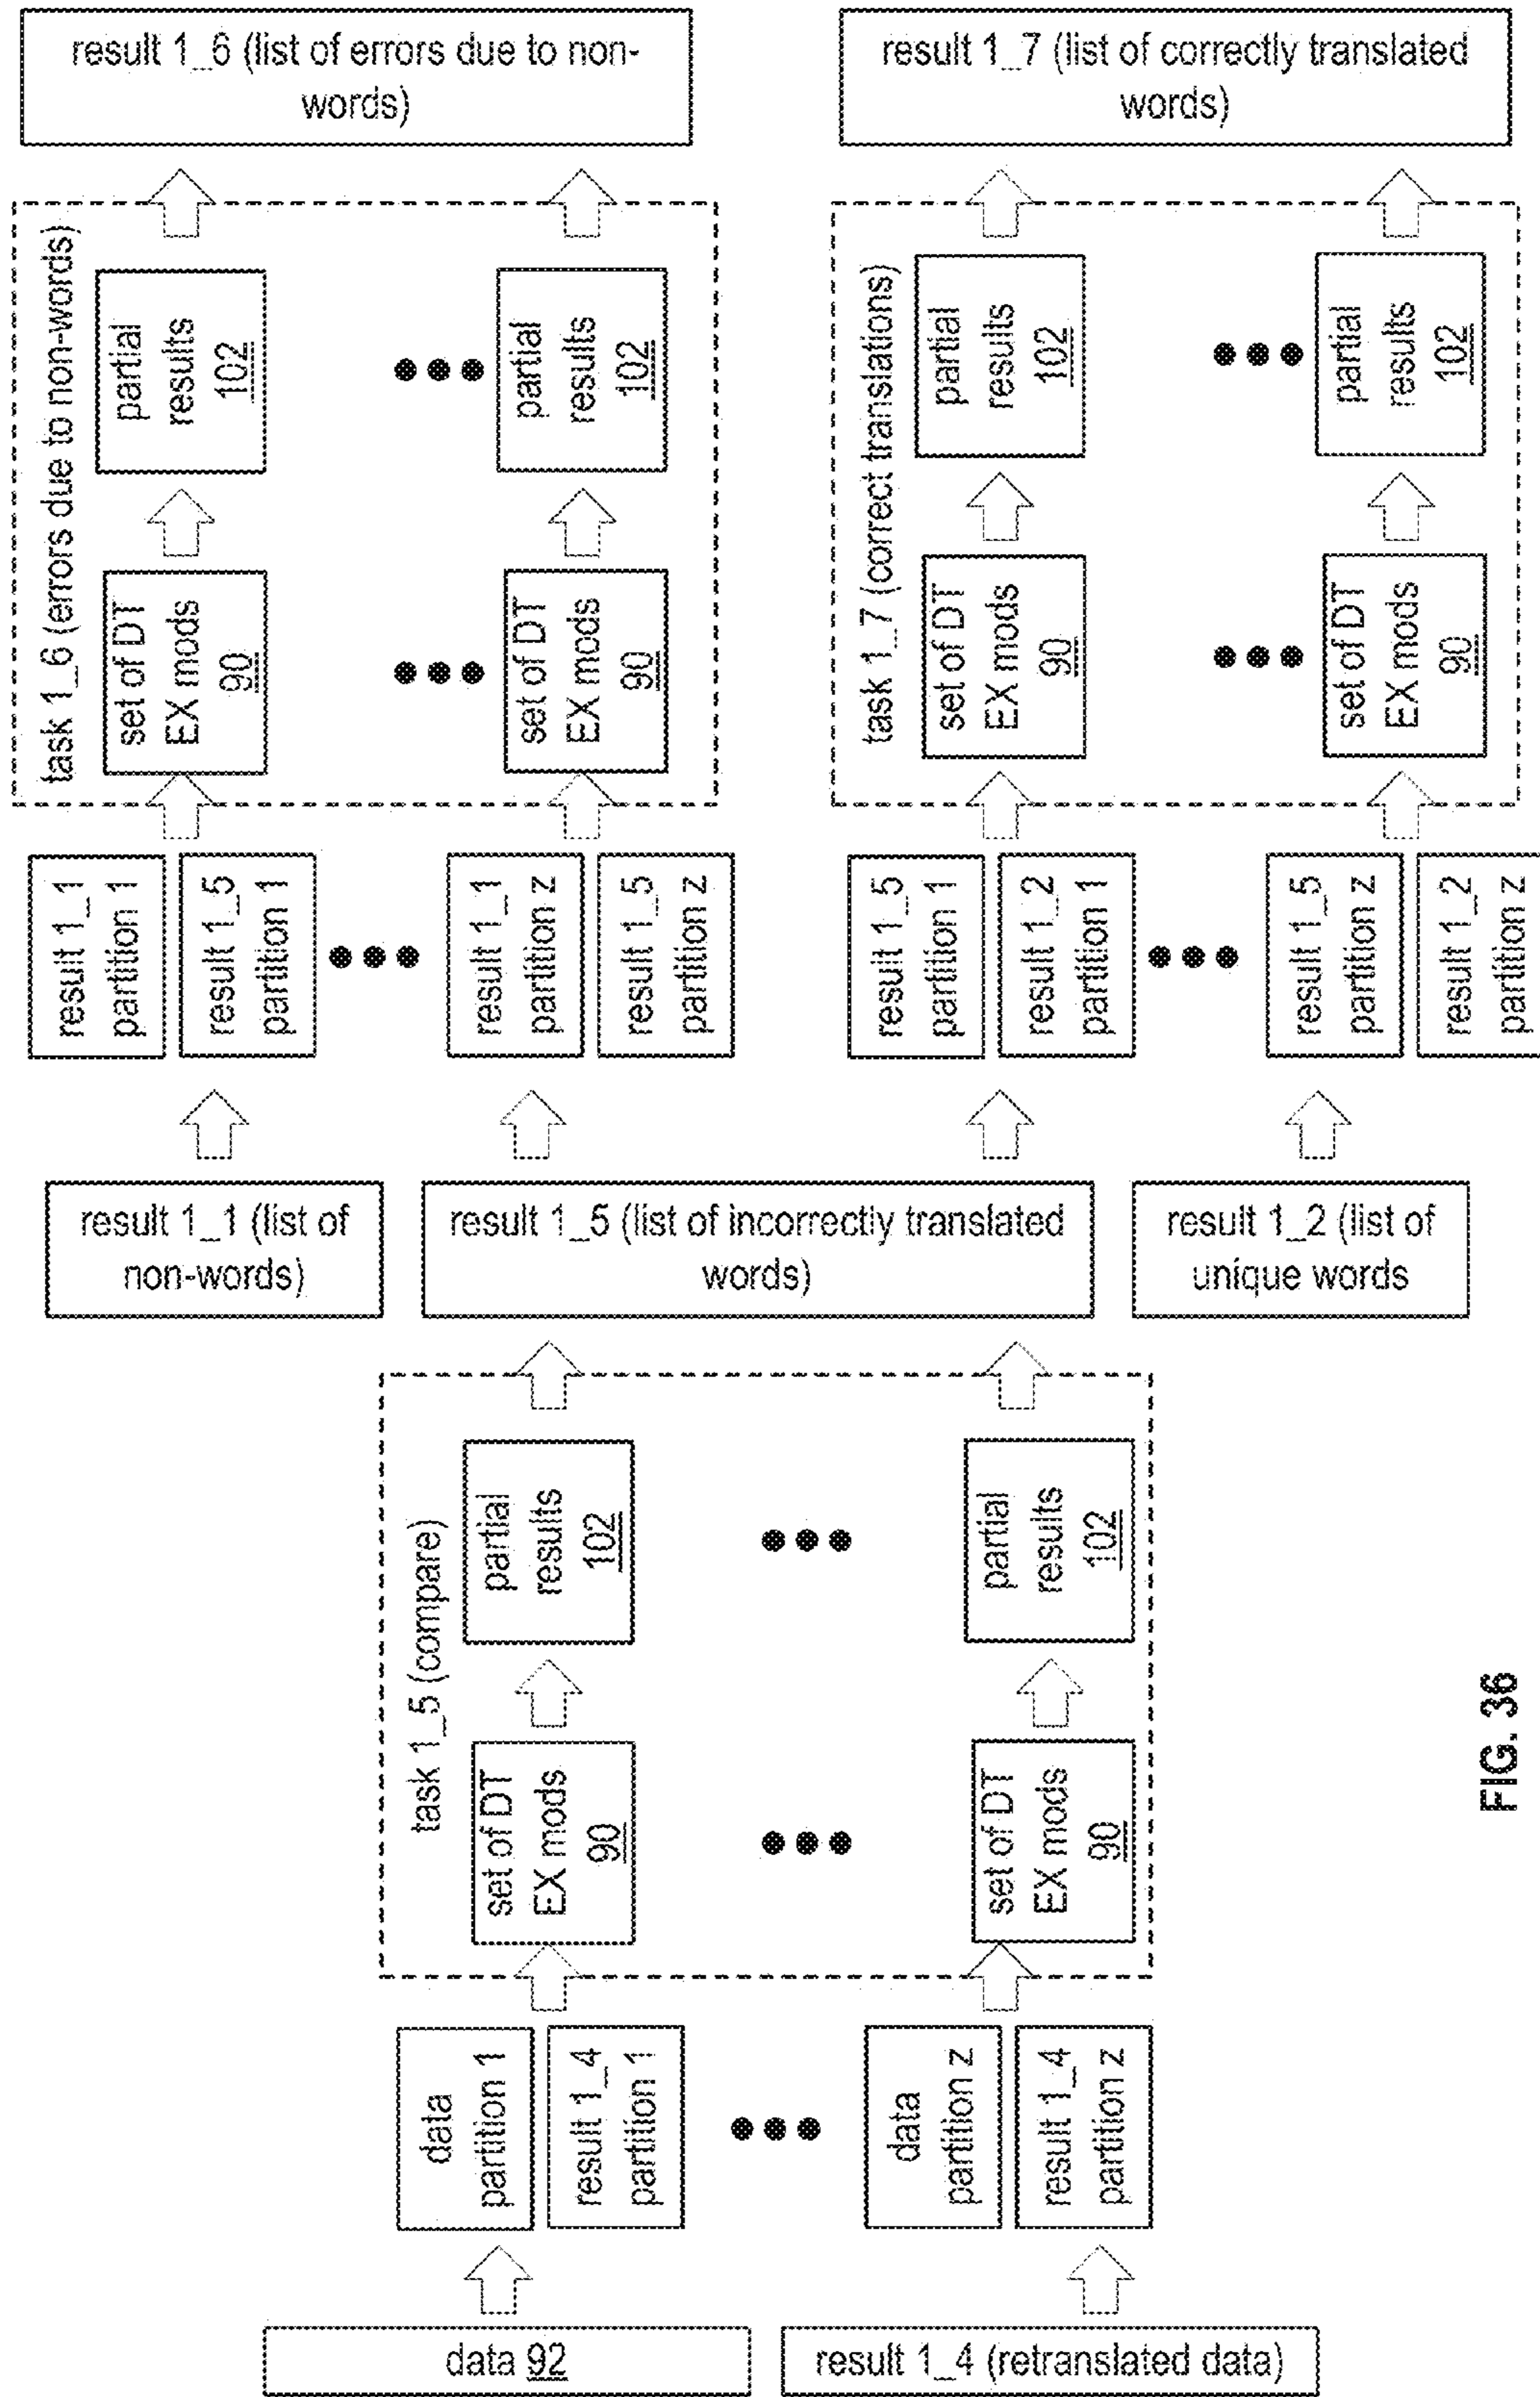 data 92
result 1_4 (retranslated data)
data
partition 1
result 1_4
partition 1
data
partition z
result 1_4
partition z
task 1_5 (compare)
set of DT
EX mods
90
partial
results
102
set of DT
EX mods
90
partial
results
102
result 1_1 (list of
non-words)
result 1_5 (list of incorrectly translated
words)
result 1_2 (list of
unique words
result 1_1
partition 1
result 1_5
partition 1
result 1_1
partition z
result 1_5
partition z
task 1_6 (errors due to non-words)
set of DT
EX mods
90
partial
results
102
set of DT
EX mods
90
partial
results
102
result 1_6 (list of errors due to non-
words)
result 1_5
partition 1
result 1_2
partition 1
result 1_5
partition z
result 1_2
partition z
task 1_7 (correct translations)
set of DT
EX mods
90
partial
results
102
set of DT
EX mods
90
partial
results
102
result 1_7 (list of correctly translated
words)
FIG. 36